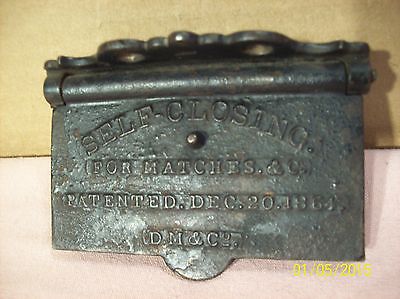 SELF-CLOSING.
(FOR MATCHES. & C.)
PATENTED. DEC. 20. 1864.
(D.M & Co.)
01/05/2015